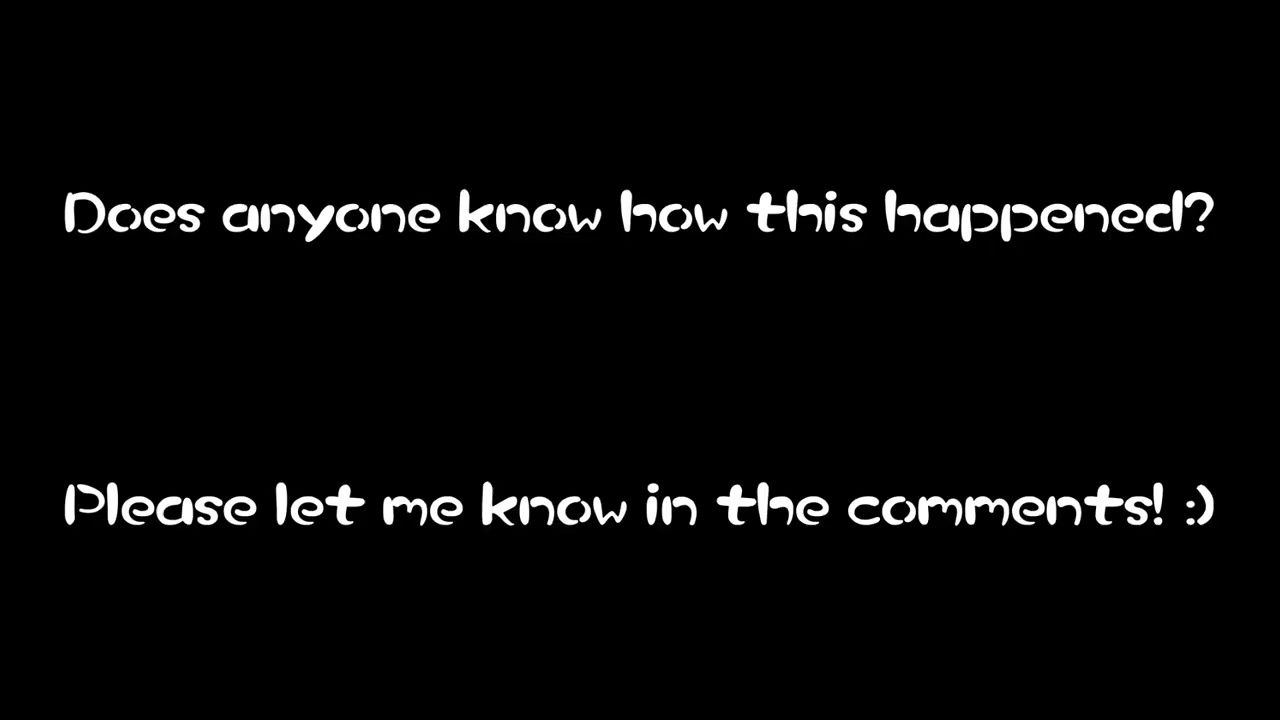 Does anyone know how this happened?
Please let me know in the comments! :)